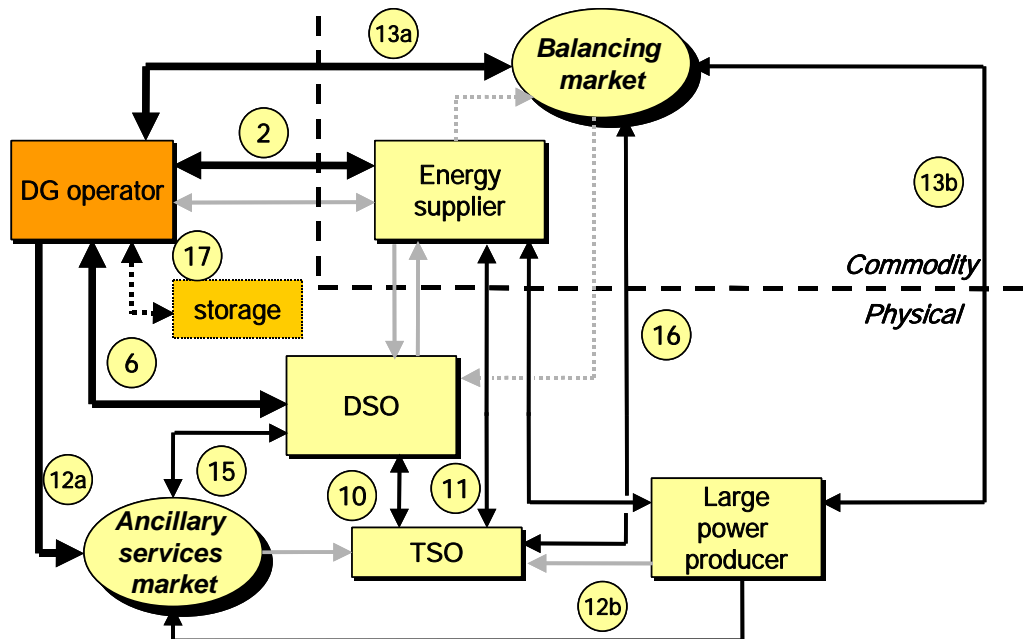 13a
Balancing
market
2
DG operator
Energy
supplier
13b
17
Commodity
storage
Physical
16
6
DSO
12a
15
10
11
Large
power
producer
Ancillary
services
market
TSO
12b